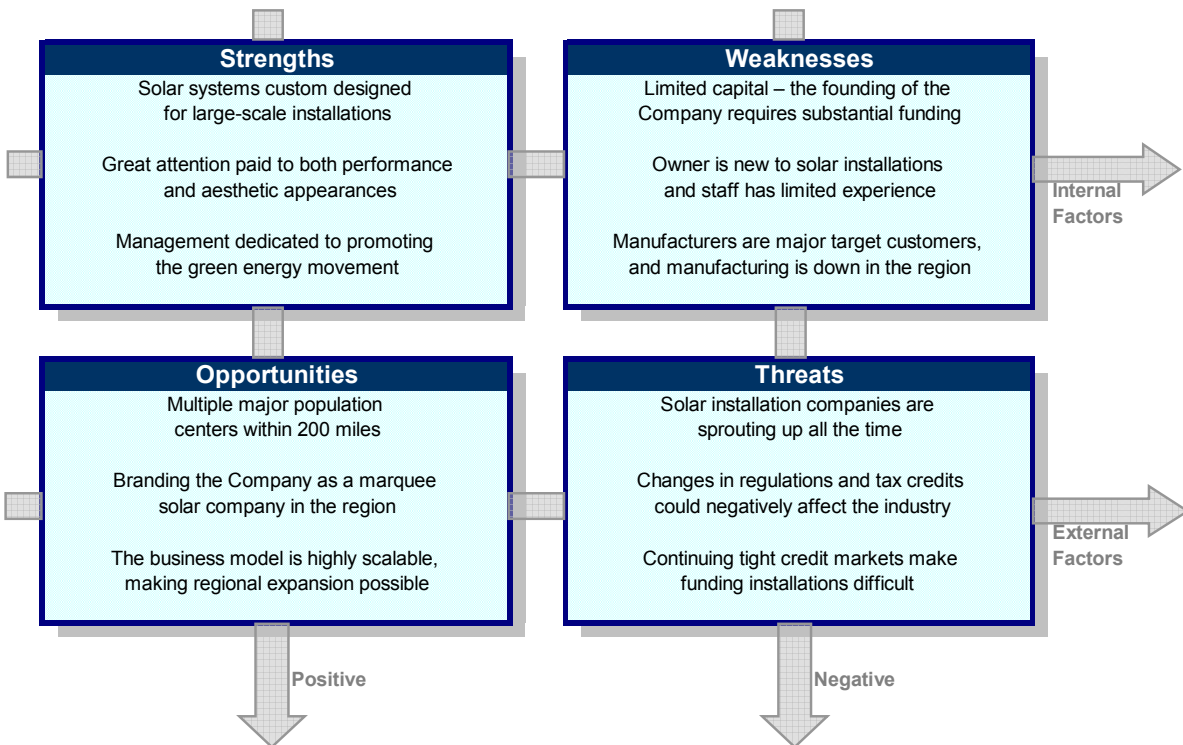 Strengths
Solar systems custom designed
for large-scale installations
Great attention paid to both performance
and aesthetic appearances
Management dedicated to promoting
the green energy movement
Weaknesses
Limited capital – the founding of the
Company requires substantial funding
Owner is new to solar installations
and staff has limited experience
Manufacturers are major target customers,
and manufacturing is down in the region
Internal
Factors
Opportunities
Multiple major population
centers within 200 miles
Branding the Company as a marquee
solar company in the region
The business model is highly scalable,
making regional expansion possible
Threats
Solar installation companies are
sprouting up all the time
Changes in regulations and tax credits
could negatively affect the industry
Continuing tight credit markets make
funding installations difficult
External
Factors
Positive
Negative